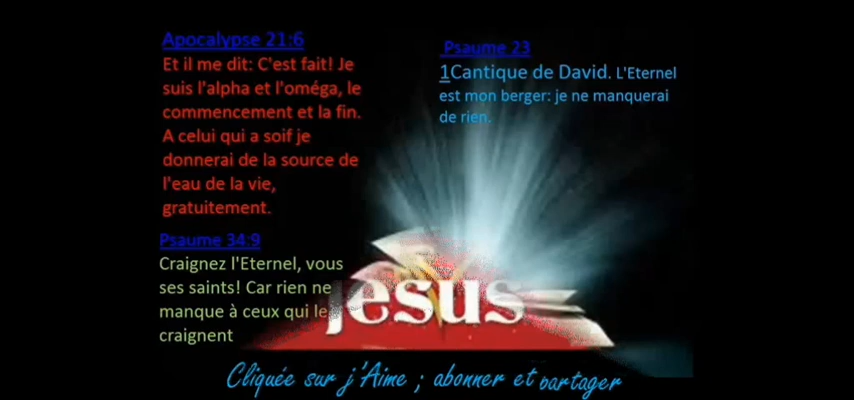 Apocalypse 21:6
Et il me dit: C'est fait! Je
suis l'alpha et l'oméga, le
commencement et la fin.
A celui qui a soif je
donnerai de la source de
l'eau de la vie,
gratuitement.
Psaume 34:9
Craignez l'Eternel, vous
ses saints! Car rien ne
manque à ceux qui le
craignent
Psaume 23
1Cantique de David. L'Eternel
est mon berger: je ne manquerai
de rien.
jesus
Cliquée sur j'Aime ; abonner et partager